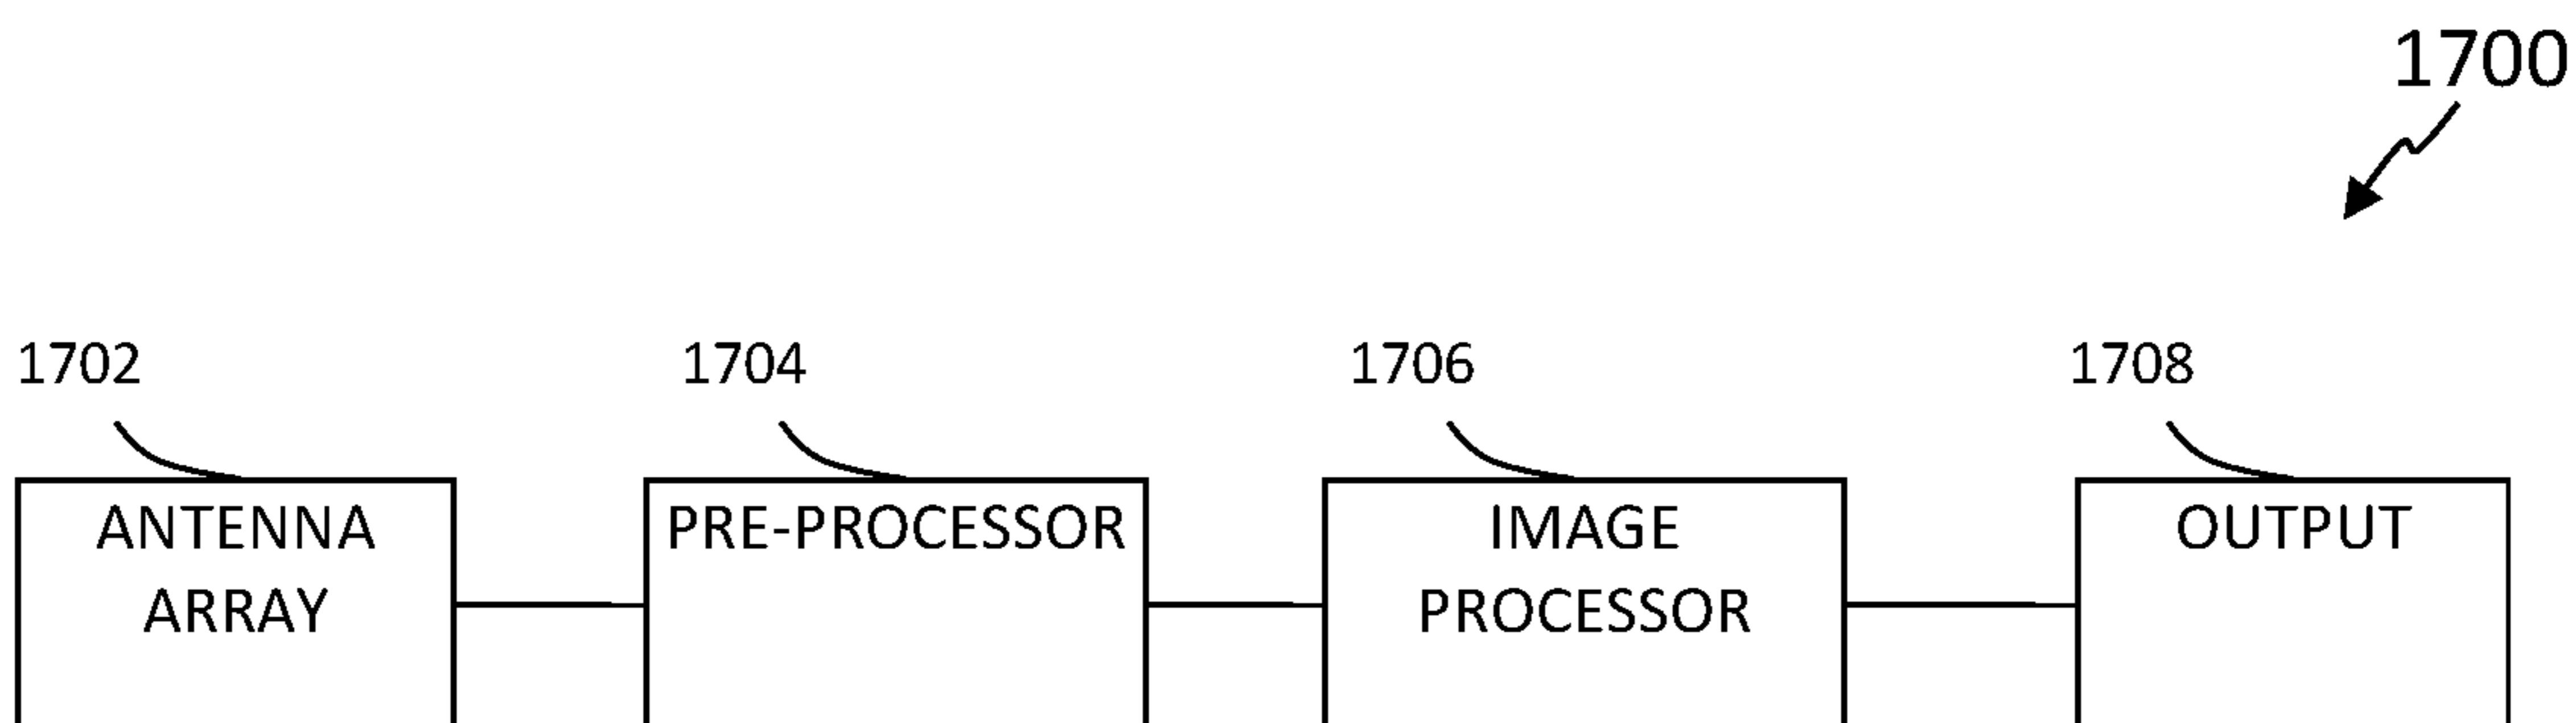 1700
1702
1704
1706
1708
ANTENNA
ARRAY
PRE-PROCESSOR
IMAGE
PROCESSOR
OUTPUT